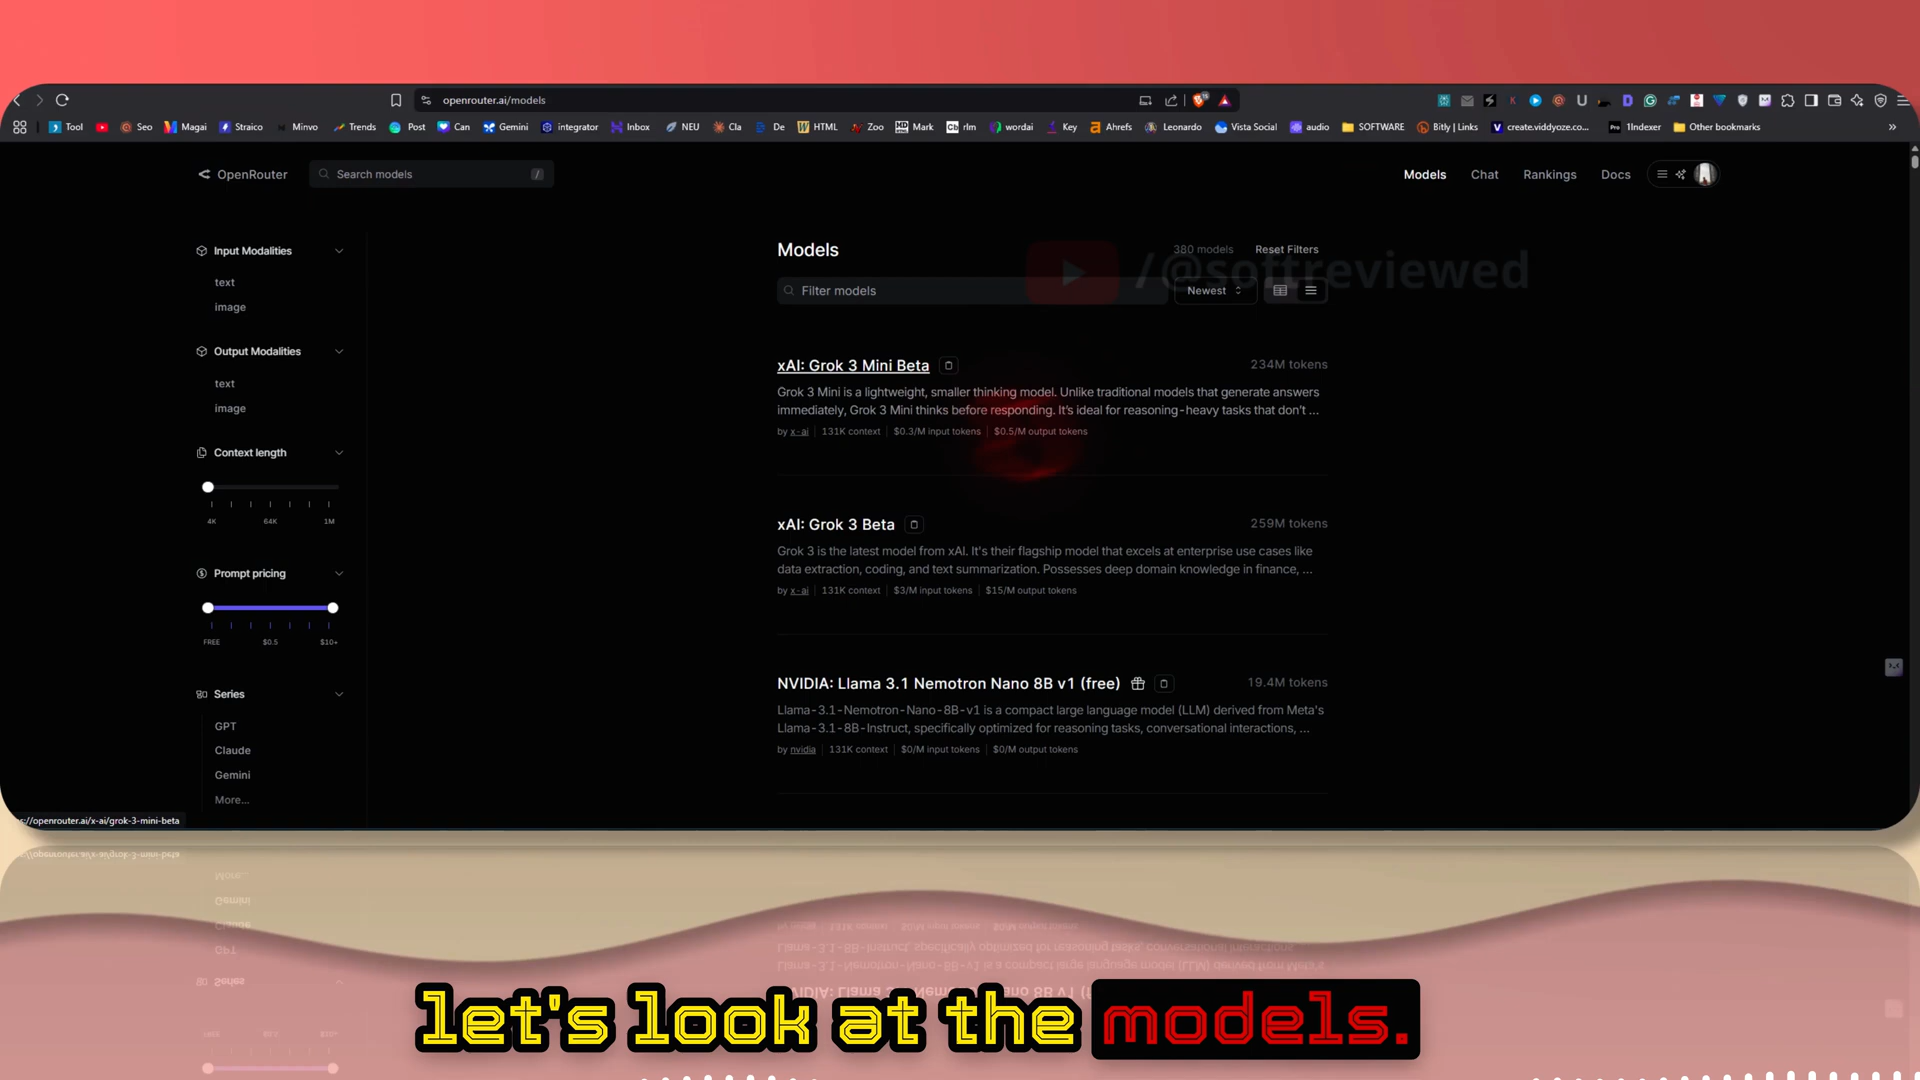 openrouter.ai/models
Tool Seo Magai Straico Minvo Trends Post Can Gemini integrator Inbox NEU Cla De HTML Zoo Mark rlm wordai Key Ahrefs Leonardo Vista Social audio SOFTWARE Bitly | Links create.viddyoze.co... 1Indexer Other bookmarks »
OpenRouter Search models / Models Chat Rankings Docs
Input Modalities
text
image
Output Modalities
text
image
Context length
4K 64K 1M
Prompt pricing
FREE $0.5 $10+
Series
GPT
Claude
Gemini
More...
Models 380 models Reset Filters
/@softreviewed
Filter models Newest
xAI: Grok 3 Mini Beta 234M tokens
Grok 3 Mini is a lightweight, smaller thinking model. Unlike traditional models that generate answers
immediately, Grok 3 Mini thinks before responding. It's ideal for reasoning-heavy tasks that don't ...
by x-ai | 131K context | $0.3/M input tokens | $0.5/M output tokens
xAI: Grok 3 Beta 259M tokens
Grok 3 is the latest model from xAI. It's their flagship model that excels at enterprise use cases like
data extraction, coding, and text summarization. Possesses deep domain knowledge in finance, ...
by x-ai | 131K context | $3/M input tokens | $15/M output tokens
NVIDIA: Llama 3.1 Nemotron Nano 8B v1 (free) 19.4M tokens
Llama-3.1-Nemotron-Nano-8B-v1 is a compact large language model (LLM) derived from Meta's
Llama-3.1-8B-Instruct, specifically optimized for reasoning tasks, conversational interactions, ...
by nvidia | 131K context | $0/M input tokens | $0/M output tokens
s://openrouter.ai/x-ai/grok-3-mini-beta
let's look at the models.